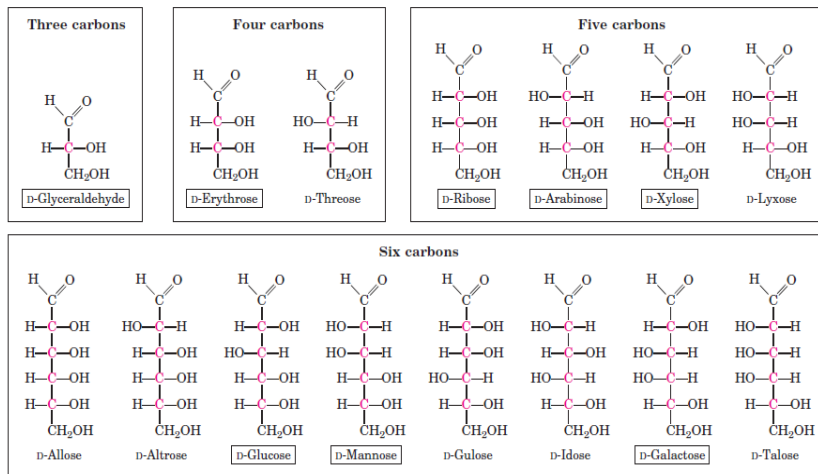 Three carbons
H O
C
H—C—OH
CH₂OH
D-Glyceraldehyde
Four carbons
H O H O
C C
H—C—OH HO—C—H
H—C—OH H—C—OH
CH₂OH CH₂OH
D-Erythrose D-Threose
Five carbons
H O H O H O H O
C C C C
H—C—OH HO—C—H H—C—OH HO—C—H
H—C—OH H—C—OH HO—C—H HO—C—H
H—C—OH H—C—OH H—C—OH H—C—OH
CH₂OH CH₂OH CH₂OH CH₂OH
D-Ribose D-Arabinose D-Xylose D-Lyxose
Six carbons
H O H O H O H O H O H O H O H O
C C C C C C C C
H—C—OH HO—C—H H—C—OH HO—C—H H—C—OH HO—C—H H—C—OH HO—C—H
H—C—OH H—C—OH HO—C—H HO—C—H H—C—OH H—C—OH HO—C—H HO—C—H
H—C—OH H—C—OH H—C—OH H—C—OH HO—C—H HO—C—H HO—C—H HO—C—H
H—C—OH H—C—OH H—C—OH H—C—OH H—C—OH H—C—OH H—C—OH H—C—OH
CH₂OH CH₂OH CH₂OH CH₂OH CH₂OH CH₂OH CH₂OH CH₂OH
D-Allose D-Altrose D-Glucose D-Mannose D-Gulose D-Idose D-Galactose D-Talose